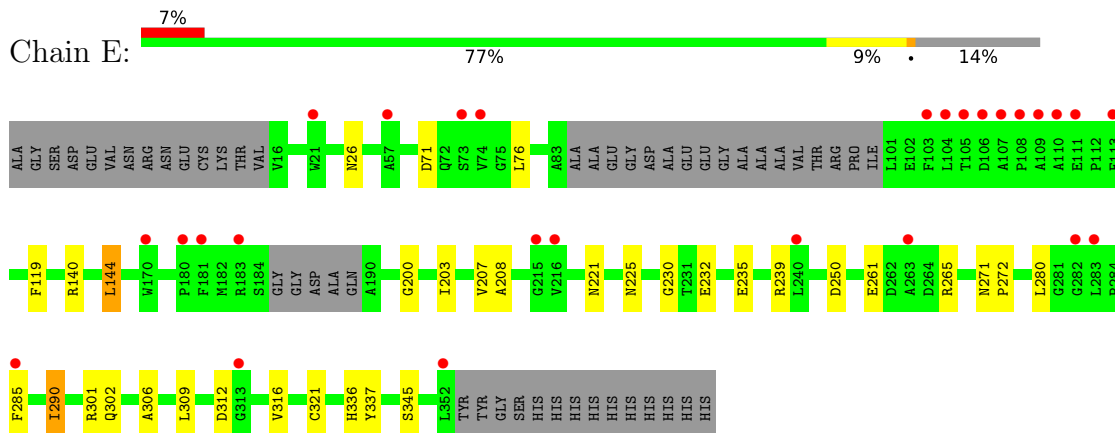 7%
Chain E:
77% 9% • 14%
ALA GLY SER ASP GLU VAL ASN ARG ASN GLU CYS LYS THR VAL V16 W21 N26 A57 D71 Q72 S73 V74 G75 L76 A83 ALA ALA GLU GLY ASP ALA GLU GLU GLY ALA ALA ALA VAL THR ARG PRO ILE L101 E102 F103 L104 T105 D106 A107 P108 A109 A110 E111 P112
F119 R140 L144 W170 P180 F181 M182 R183 S184 GLY GLY ASP ALA GLN A190 G200 I203 V207 A208 G215 V216 N221 N225 G230 T231 E232 E235 R239 L240 D250 E261 D262 A263 D264 R265 N271 P272 L280 G281 G282 L283
F285 I290 R301 Q302 A306 L309 D312 G313 V316 C321 H336 Y337 S345 L352 TYR TYR GLY SER HIS HIS HIS HIS HIS HIS HIS HIS